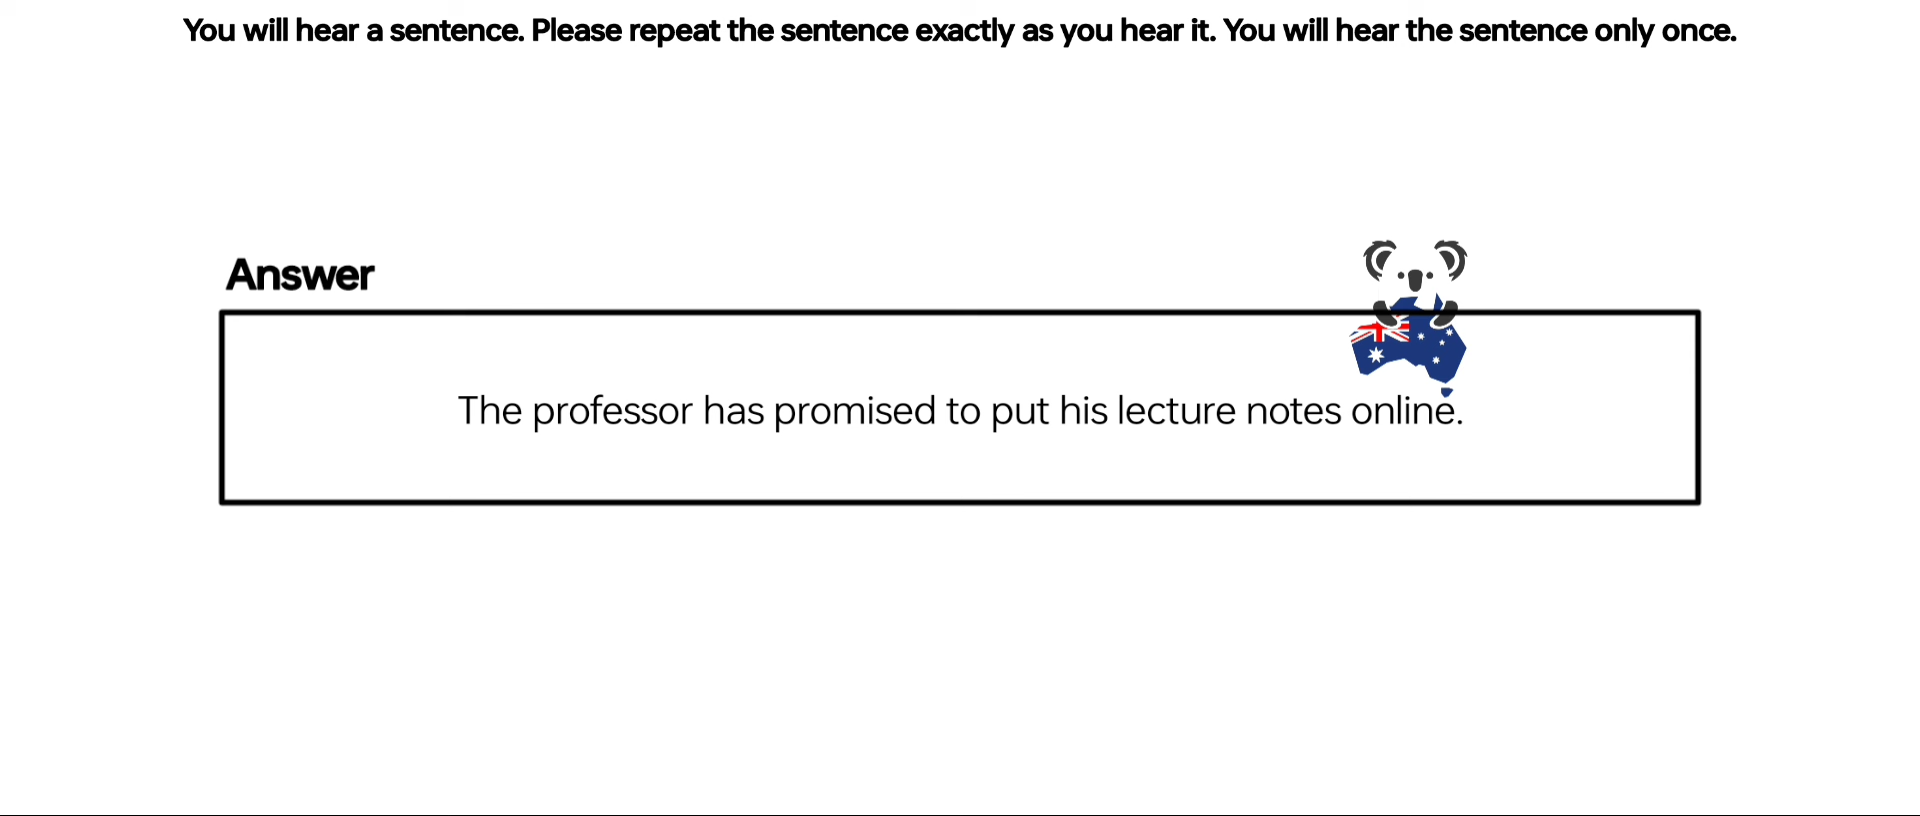 You will hear a sentence. Please repeat the sentence exactly as you hear it. You will hear the sentence only once.
Answer
The professor has promised to put his lecture notes online.